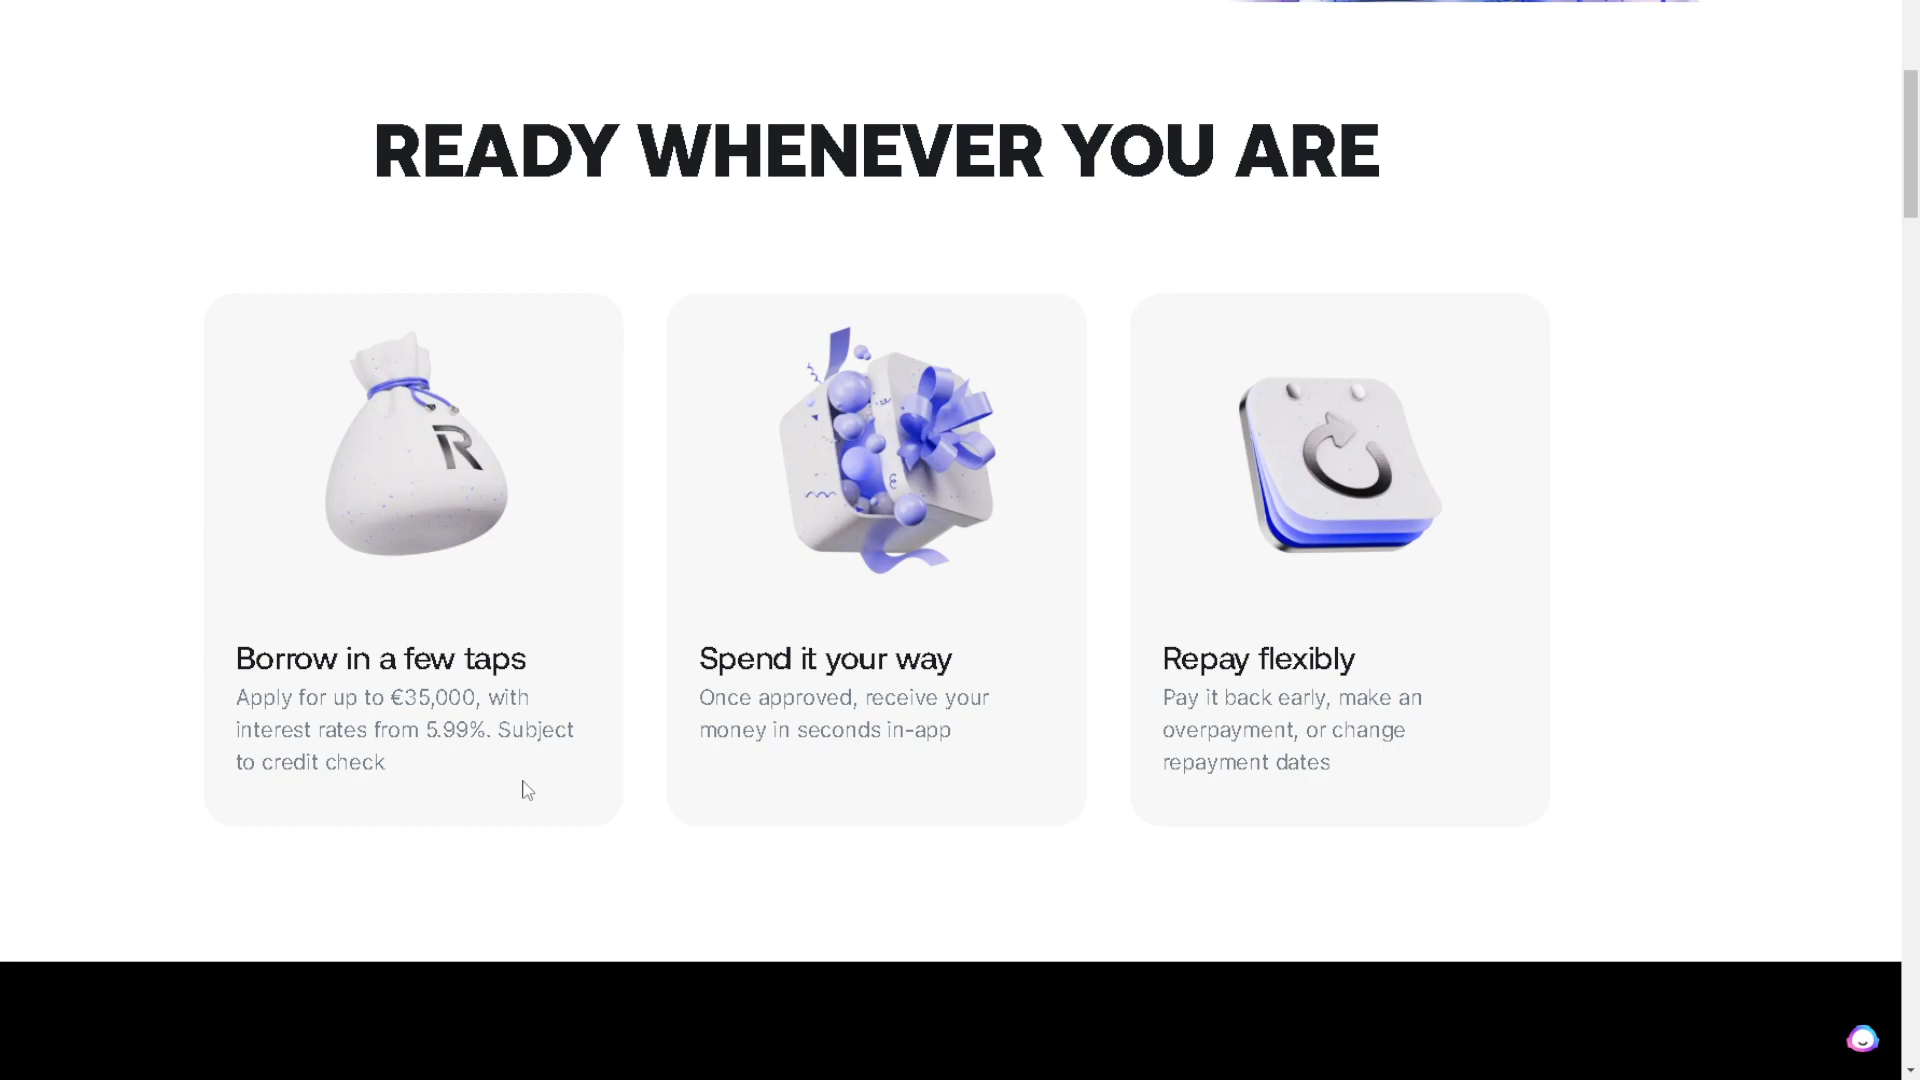 READY WHENEVER YOU ARE
R
Borrow in a few taps
Apply for up to €35,000, with
interest rates from 5.99%. Subject
to credit check
Spend it your way
Once approved, receive your
money in seconds in-app
Repay flexibly
Pay it back early, make an
overpayment, or change
repayment dates